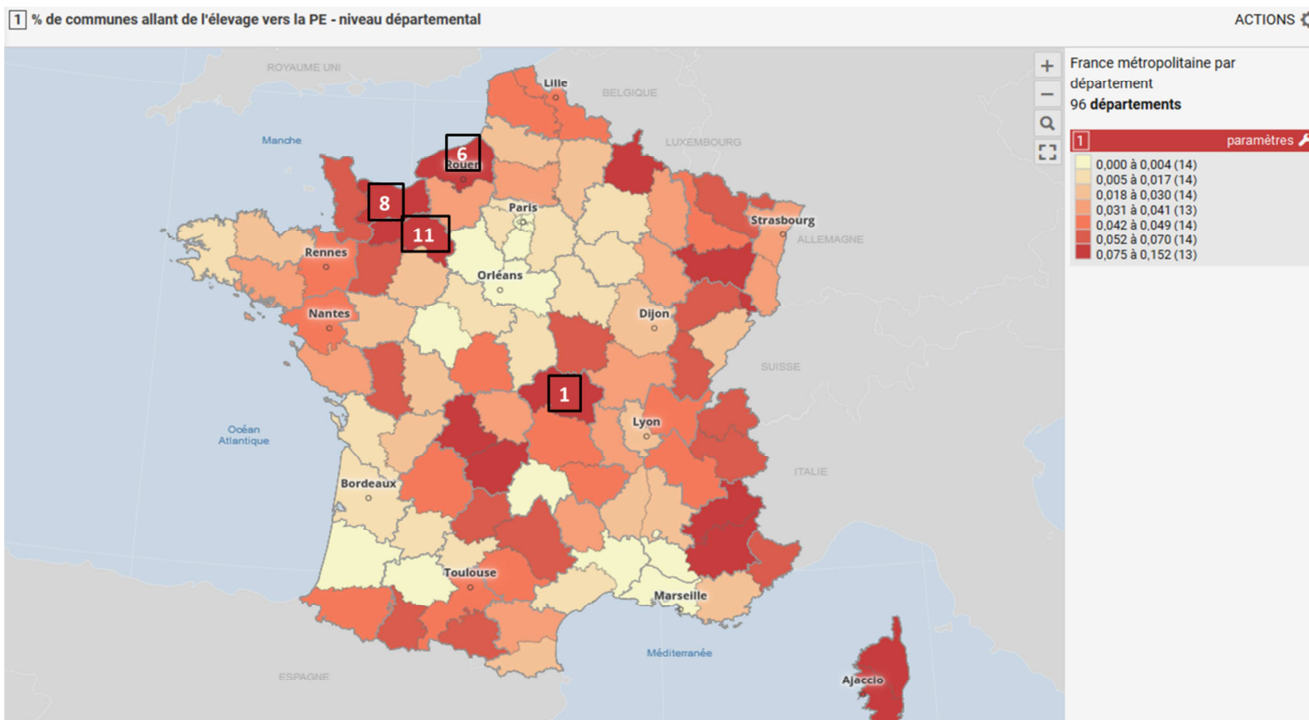 1 % de communes allant de l'élevage vers la PE - niveau départemental
ACTIONS
ROYAUME UNI
Lille
BELGIQUE
Manche
LUXEMBOURG
6
Rouen
8
Paris
11
Strasbourg
ALLEMAGNE
Rennes
Orléans
Nantes
Dijon
SUISSE
1
Lyon
Océan
Atlantique
ITALIE
Bordeaux
Toulouse
Marseille
Méditerranée
ESPAGNE
Ajaccio
+
−
France métropolitaine par
département
96 départements
1 paramètres
0,000 à 0,004 (14)
0,005 à 0,017 (14)
0,018 à 0,030 (14)
0,031 à 0,041 (13)
0,042 à 0,049 (14)
0,052 à 0,070 (14)
0,075 à 0,152 (13)